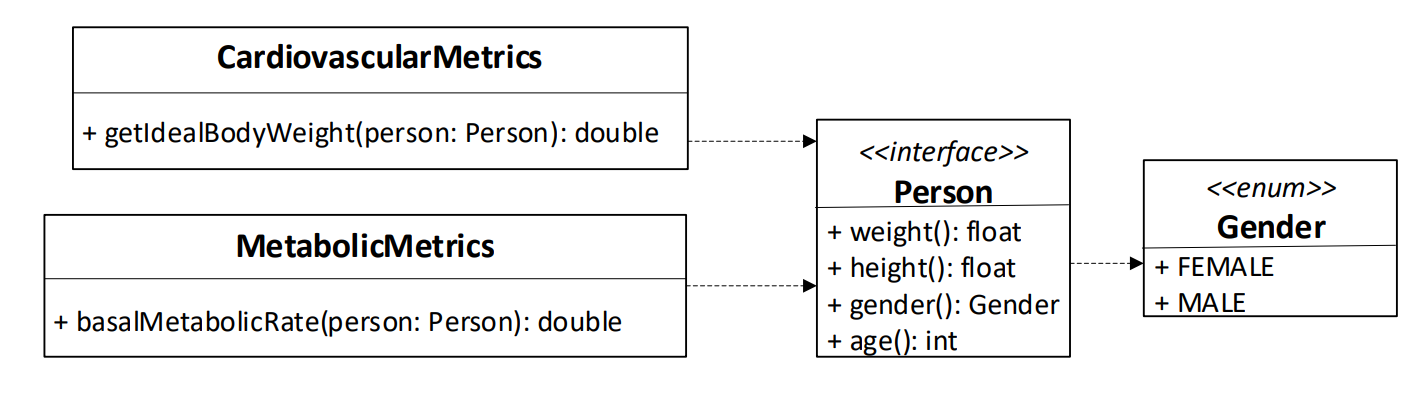 CardiovascularMetrics
+ getIdealBodyWeight(person: Person): double
MetabolicMetrics
+ basalMetabolicRate(person: Person): double
<<interface>>
Person
+ weight(): float
+ height(): float
+ gender(): Gender
+ age(): int
<<enum>>
Gender
+ FEMALE
+ MALE